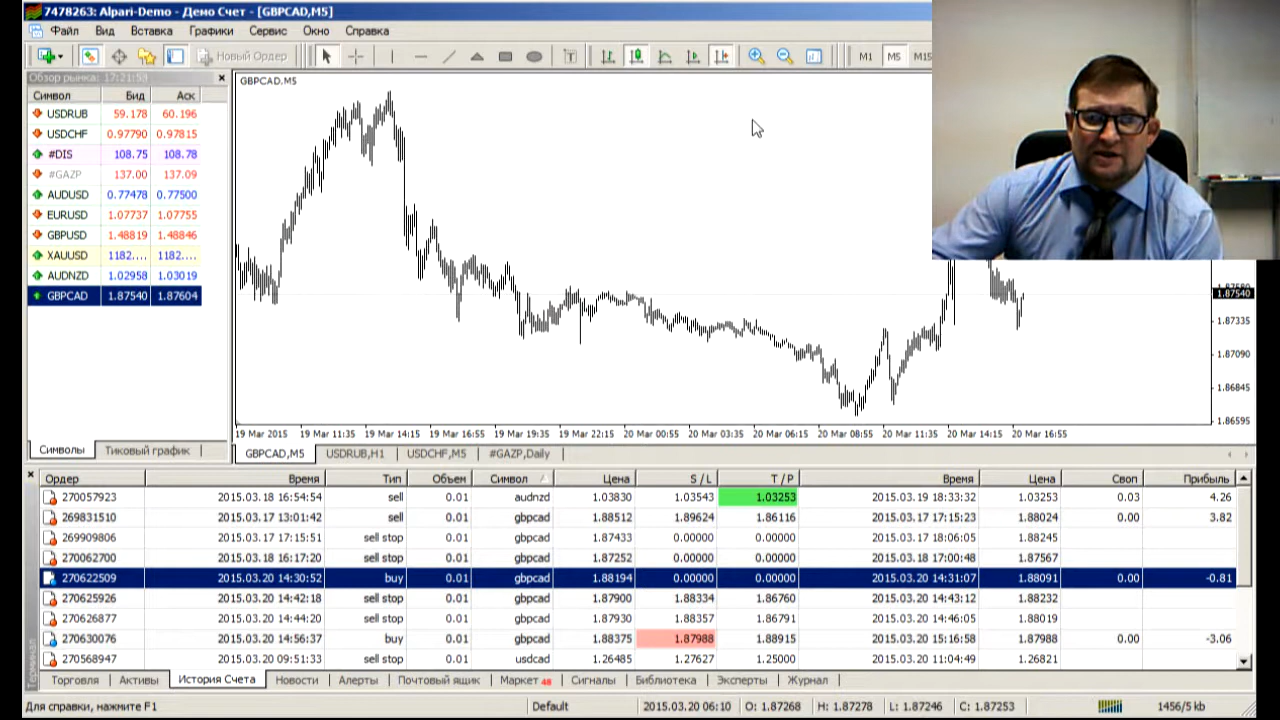 7478263: Alpari-Demo - Демо Счет - [GBPCAD,M5]
Файл Вид Вставка Графики Сервис Окно Справка
Новый Ордер M1 M5 M15
Обзор рынка: 17:21:53
Символ Бид Аск
USDRUB 59.178 60.196
USDCHF 0.97790 0.97815
#DIS 108.75 108.78
#GAZP 137.00 137.09
AUDUSD 0.77478 0.77500
EURUSD 1.07737 1.07755
GBPUSD 1.48819 1.48846
XAUUSD 1182.... 1182....
AUDNZD 1.02958 1.03019
GBPCAD 1.87540 1.87604
Символы Тиковый график
GBPCAD,M5
1.87580
1.87540
1.87335
1.87090
1.86845
1.86595
19 Mar 2015 19 Mar 11:35 19 Mar 14:15 19 Mar 16:55 19 Mar 19:35 19 Mar 22:15 20 Mar 00:55 20 Mar 03:35 20 Mar 06:15 20 Mar 08:55 20 Mar 11:35 20 Mar 14:15 20 Mar 16:55
GBPCAD,M5 USDRUB,H1 USDCHF,M5 #GAZP,Daily
Ордер Время Тип Объем Символ Цена S / L T / P Время Цена Своп Прибыль
270057923 2015.03.18 16:54:54 sell 0.01 audnzd 1.03830 1.03543 1.03253 2015.03.19 18:33:32 1.03253 0.03 4.26
269831510 2015.03.17 13:01:42 sell 0.01 gbpcad 1.88512 1.89624 1.86116 2015.03.17 17:15:23 1.88024 0.00 3.82
269909806 2015.03.17 17:15:51 sell stop 0.01 gbpcad 1.87433 0.00000 0.00000 2015.03.17 18:06:05 1.88245
270062700 2015.03.18 16:17:20 sell stop 0.01 gbpcad 1.87252 0.00000 0.00000 2015.03.18 17:00:48 1.87567
270622509 2015.03.20 14:30:52 buy 0.01 gbpcad 1.88194 0.00000 0.00000 2015.03.20 14:31:07 1.88091 0.00 -0.81
270625926 2015.03.20 14:42:18 sell stop 0.01 gbpcad 1.87900 1.88334 1.86760 2015.03.20 14:43:12 1.88232
270626877 2015.03.20 14:44:20 sell stop 0.01 gbpcad 1.87930 1.88357 1.86791 2015.03.20 14:46:05 1.88019
270630076 2015.03.20 14:56:37 buy 0.01 gbpcad 1.88375 1.87988 1.88915 2015.03.20 15:16:58 1.87988 0.00 -3.06
270568947 2015.03.20 09:51:33 sell stop 0.01 usdcad 1.26485 1.27627 1.25000 2015.03.20 11:04:49 1.26821
Терминал
Торговля Активы История Счета Новости Алерты Почтовый ящик Маркет 48 Сигналы Библиотека Эксперты Журнал
Для справки, нажмите F1 Default 2015.03.20 06:10 O: 1.87268 H: 1.87278 L: 1.87246 C: 1.87253 1456/5 kb